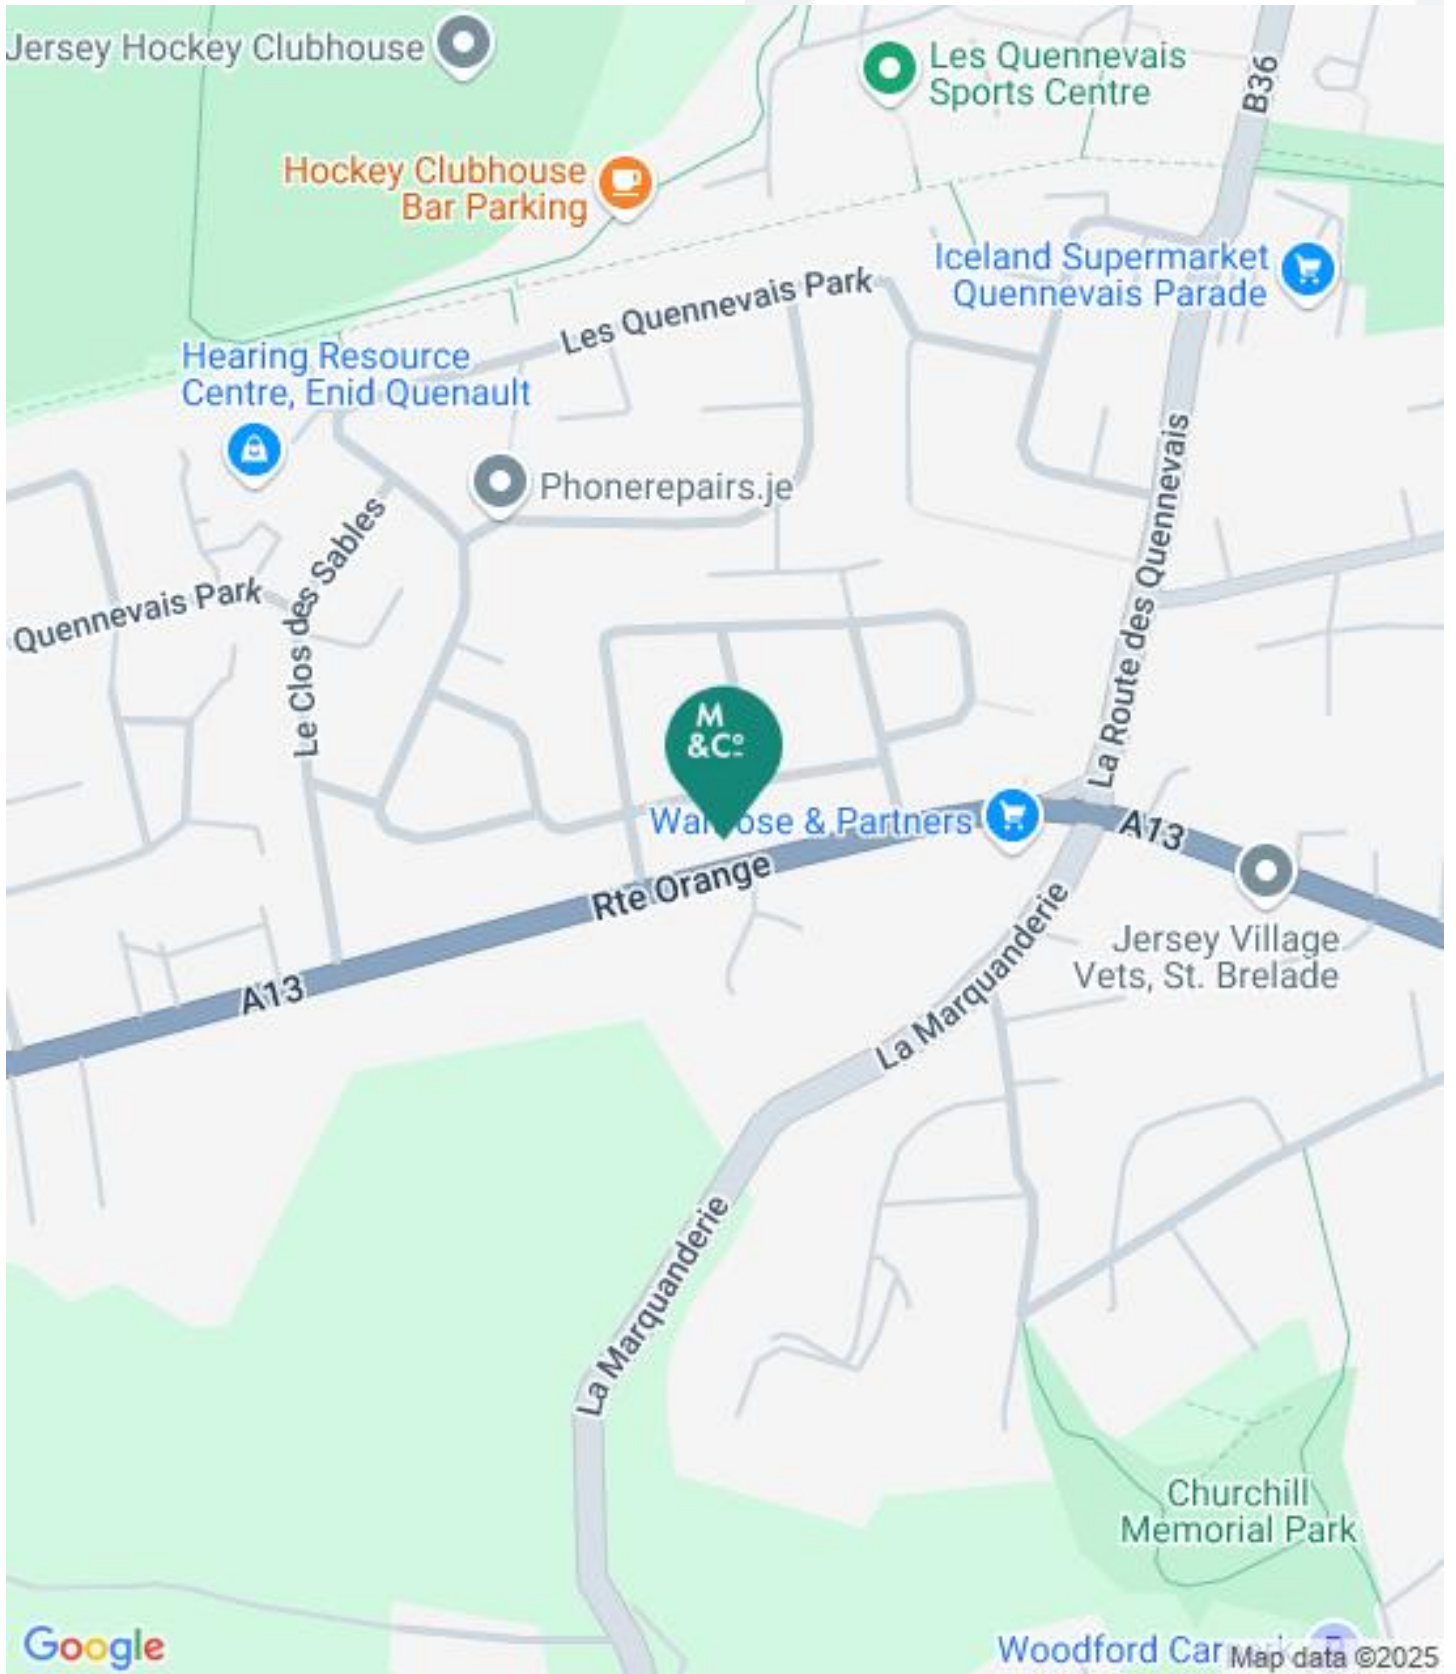 Jersey Hockey Clubhouse
Les Quennevais
Sports Centre
B36
Hockey Clubhouse
Bar Parking
Iceland Supermarket
Quennevais Parade
Les Quennevais Park
Hearing Resource
Centre, Enid Quenault
Phonerepairs.je
La Route des Quennevais
Le Clos des Sables
Quennevais Park
M
&Cº
Waitrose & Partners
A13
Rte Orange
Jersey Village
Vets, St. Brelade
A13
La Marquanderie
La Marquanderie
Churchill
Memorial Park
Google
Woodford Car
Map data ©2025